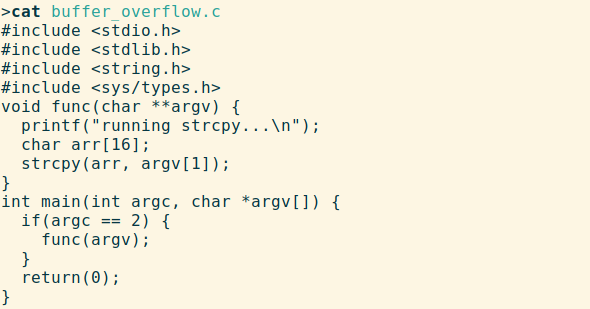 >cat buffer_overflow.c
#include <stdio.h>
#include <stdlib.h>
#include <string.h>
#include <sys/types.h>
void func(char **argv) {
  printf("running strcpy...\n");
  char arr[16];
  strcpy(arr, argv[1]);
}
int main(int argc, char *argv[]) {
  if(argc == 2) {
    func(argv);
  }
  return(0);
}